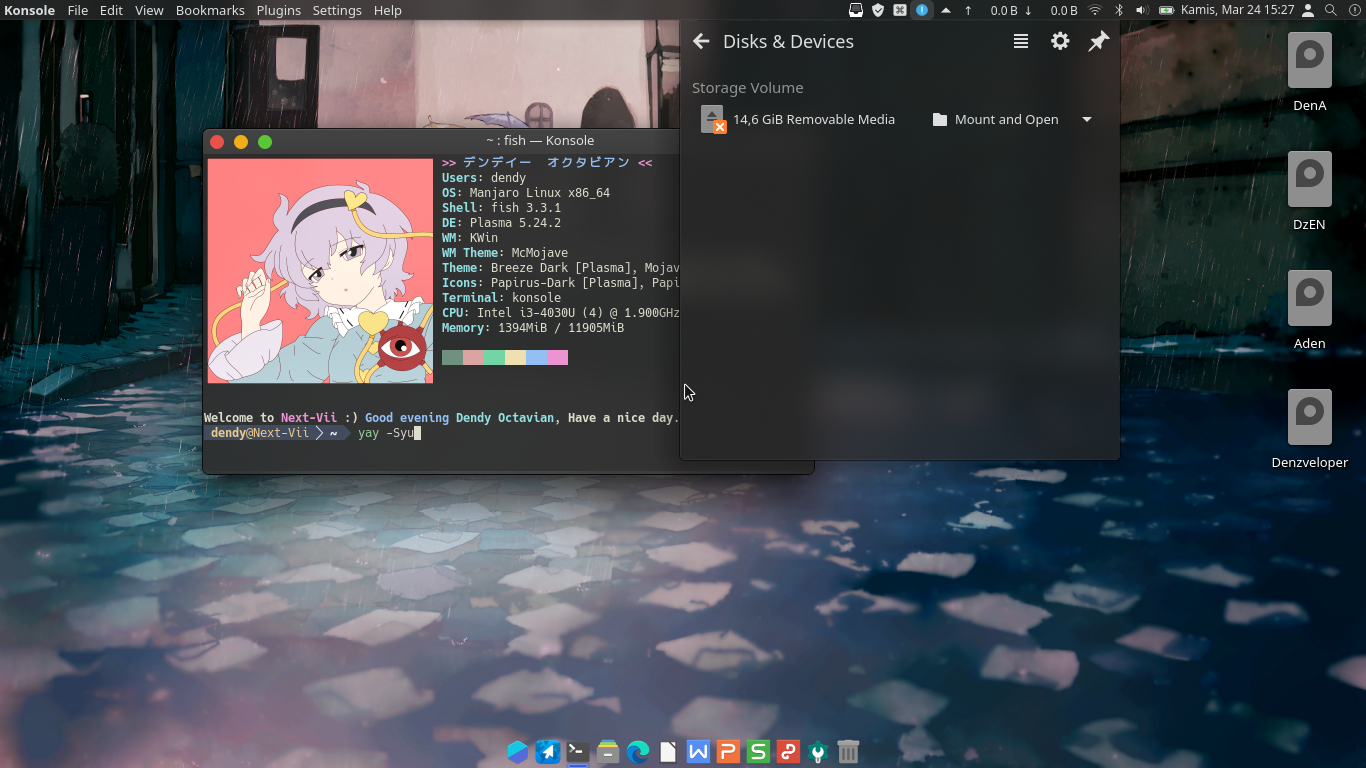 Konsole File Edit View Bookmarks Plugins Settings Help
0.0 B ↓ 0.0 B Kamis, Mar 24 15:27
Disks & Devices
Storage Volume
14,6 GiB Removable Media Mount and Open
~ : fish — Konsole
>> デンデイー オクタビアン <<
Users: dendy
OS: Manjaro Linux x86_64
Shell: fish 3.3.1
DE: Plasma 5.24.2
WM: KWin
WM Theme: McMojave
Theme: Breeze Dark [Plasma], Mojav
Icons: Papirus-Dark [Plasma], Papi
Terminal: konsole
CPU: Intel i3-4030U (4) @ 1.900GHz
Memory: 1394MiB / 11905MiB
Welcome to Next-Vii :) Good evening Dendy Octavian, Have a nice day.
dendy@Next-Vii ~ yay -Syu
DenA
DzEN
Aden
Denzveloper